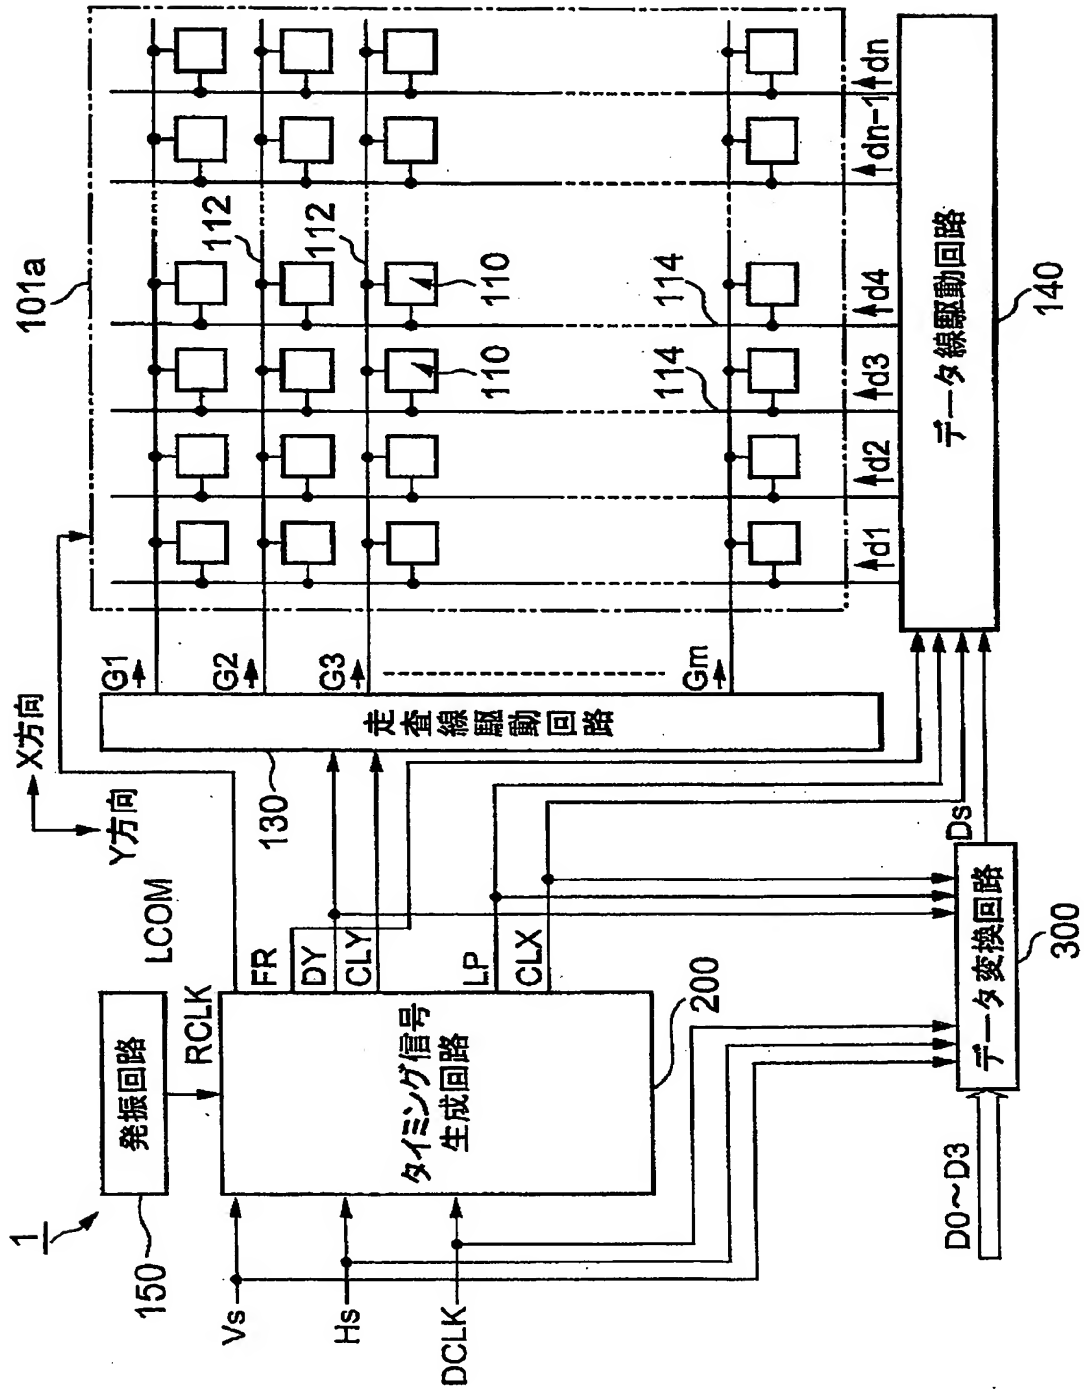 1
150
発振回路
RCLK
LCOM
X方向
Y方向
101a
Vs
Hs
DCLK
タイミング信号
生成回路
200
FR
DY
CLY
LP
CLX
130
走査線駆動回路
G1
G2
G3
Gm
112
112
110
110
114
114
d1
d2
d3
d4
dn-1
dn
データ線駆動回路
140
D0～D3
データ変換回路
300
Ds